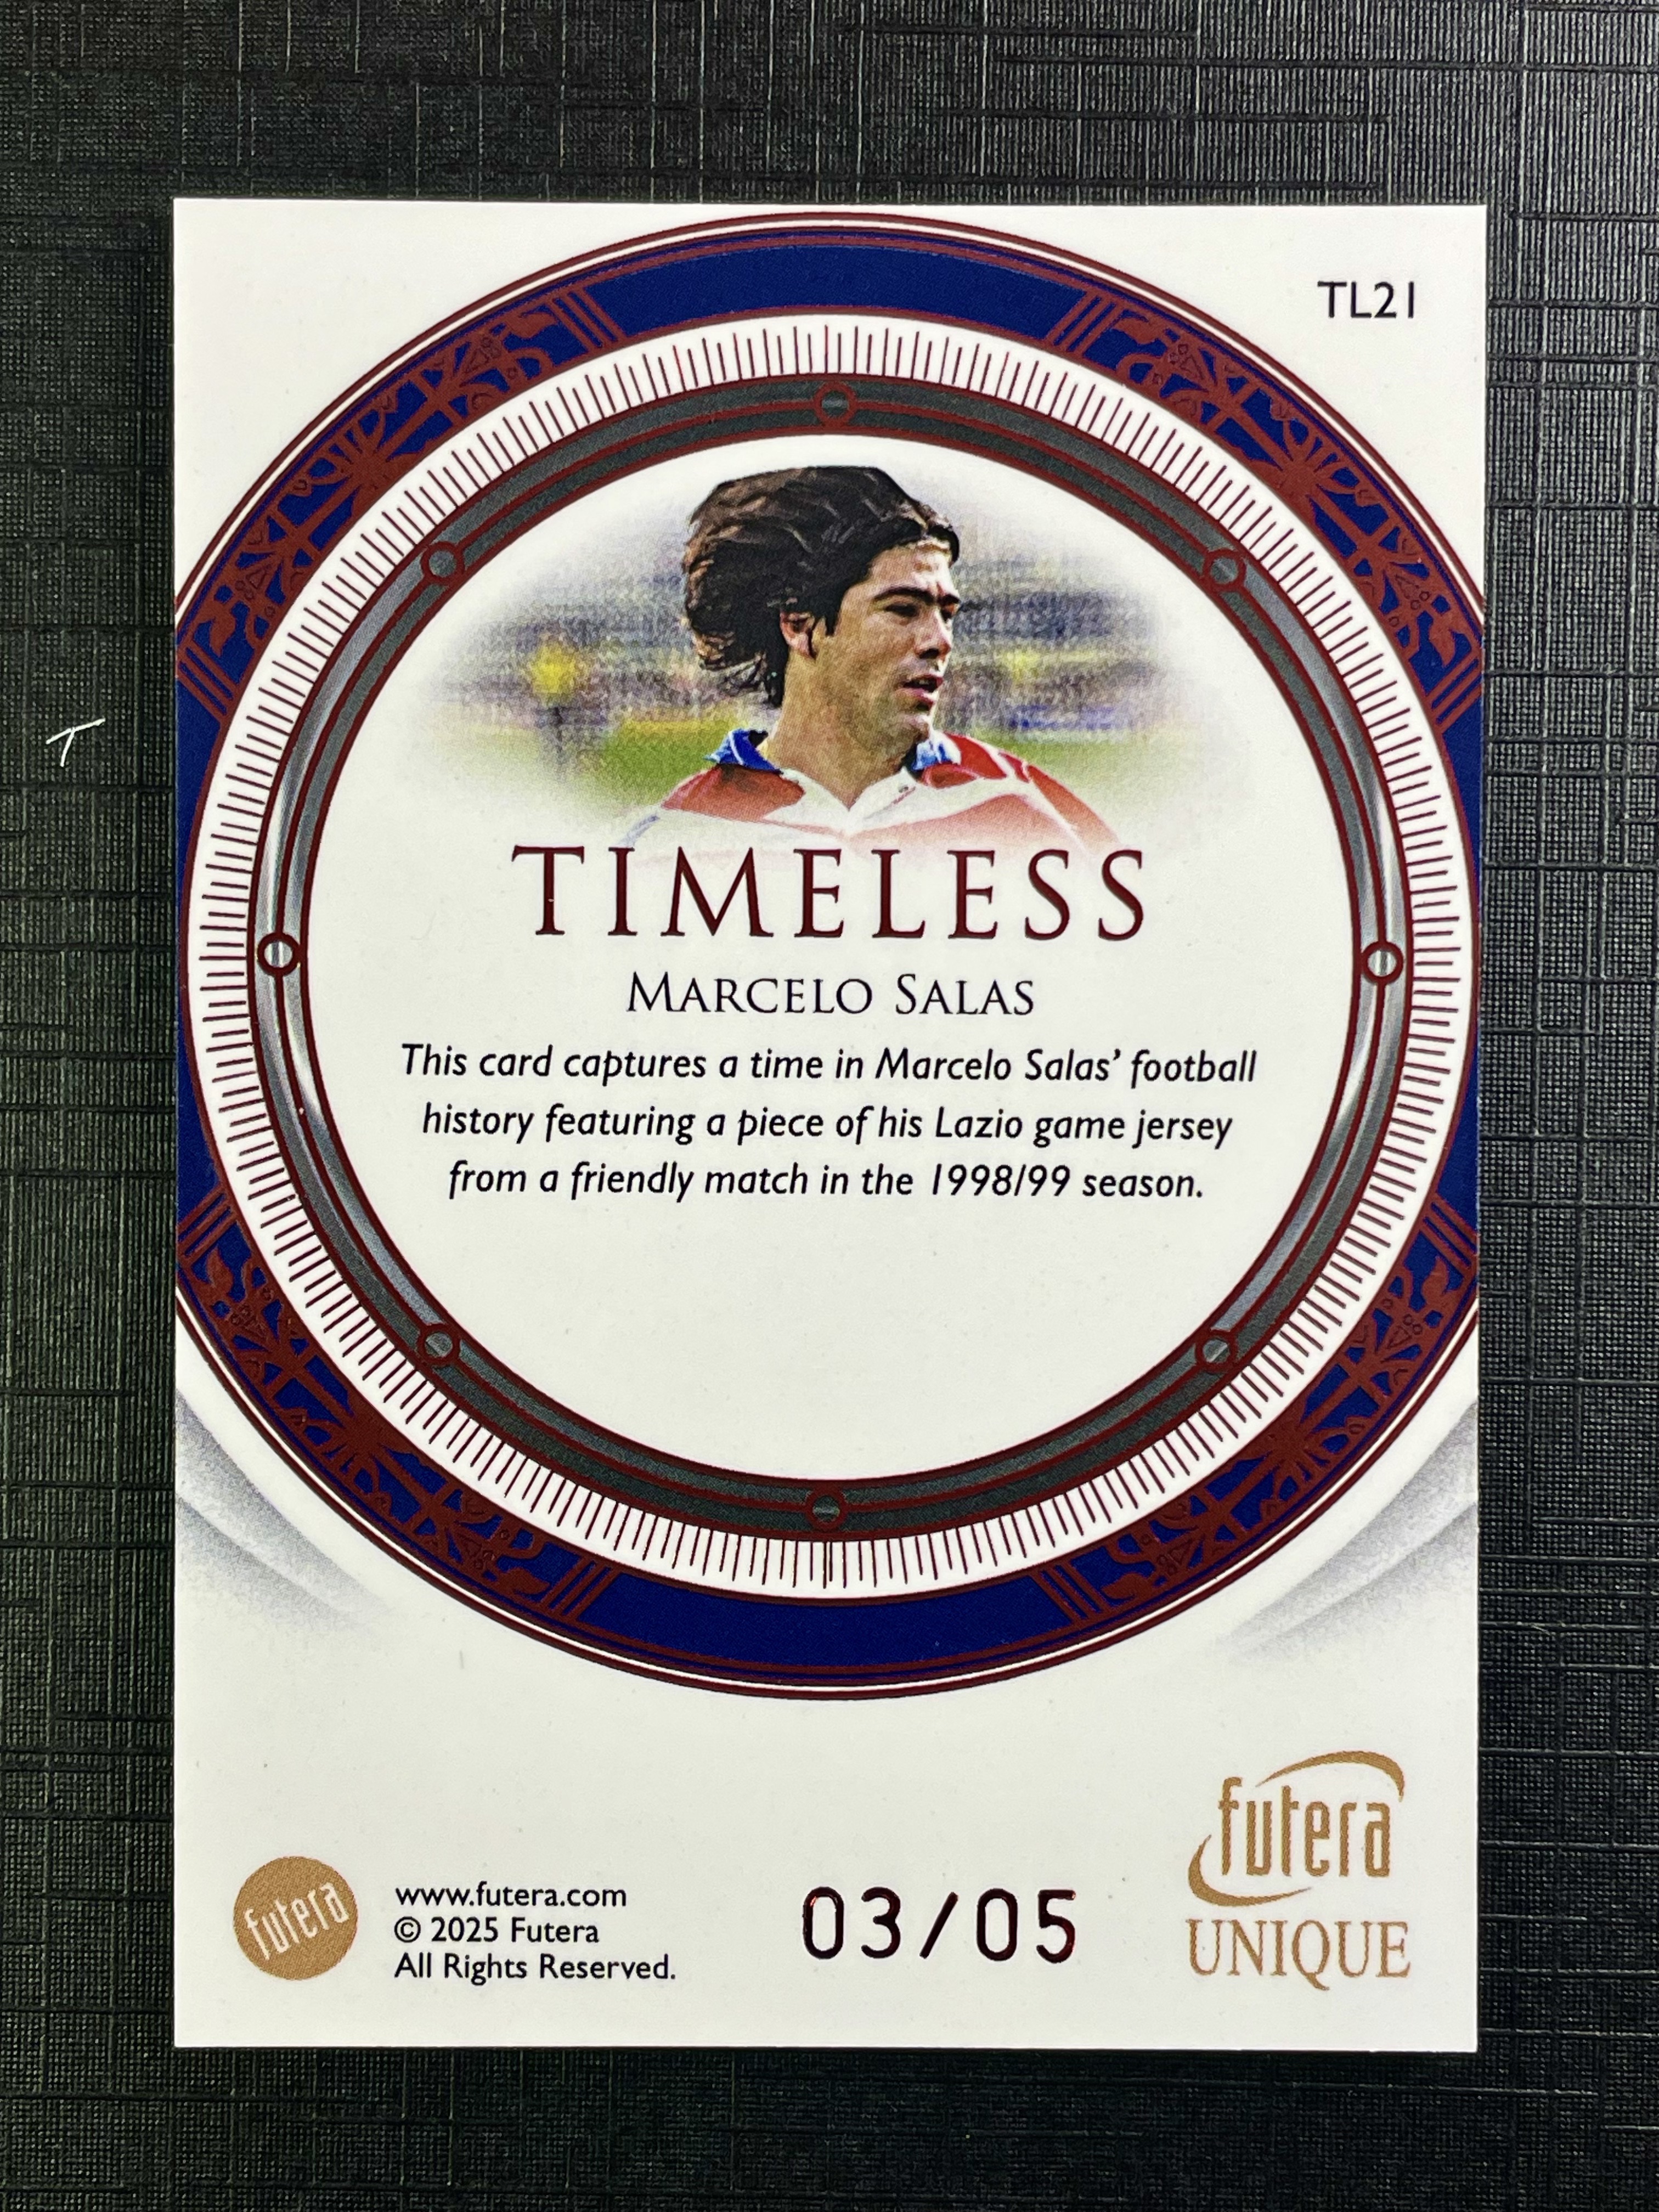 TL21
TIMELESS
MARCELO SALAS
This card captures a time in Marcelo Salas’ football
history featuring a piece of his Lazio game jersey
from a friendly match in the 1998/99 season.
futera
www.futera.com
© 2025 Futera
All Rights Reserved.
03/05
futera
UNIQUE